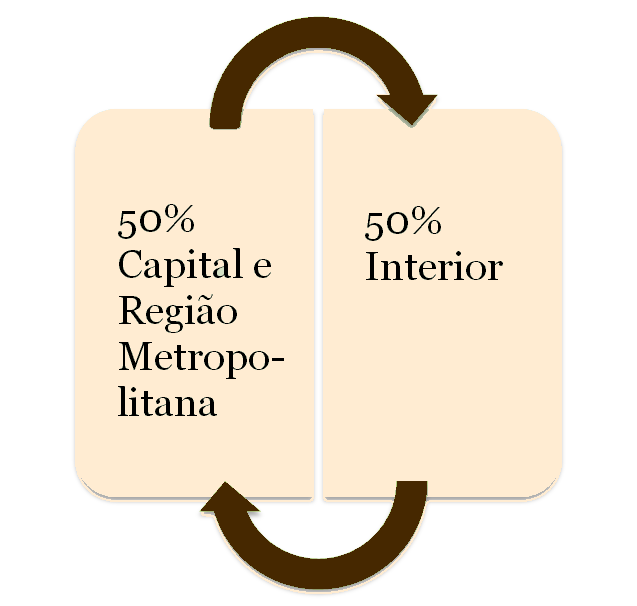 50%
Capital e
Região
Metropo-
litana
50%
Interior